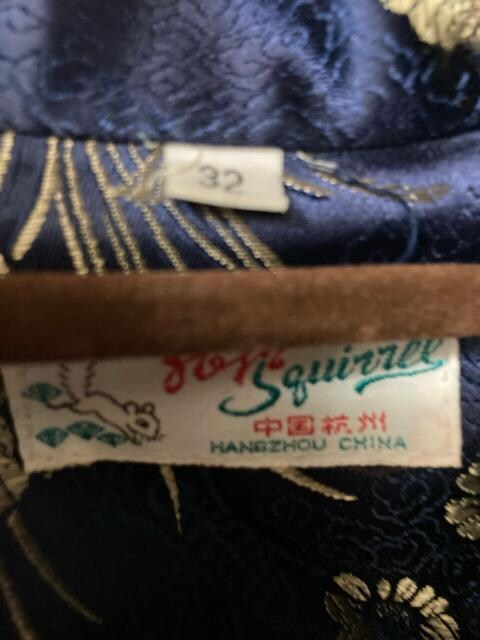 32
Squirrel
中国杭州
HANGZHOU CHINA